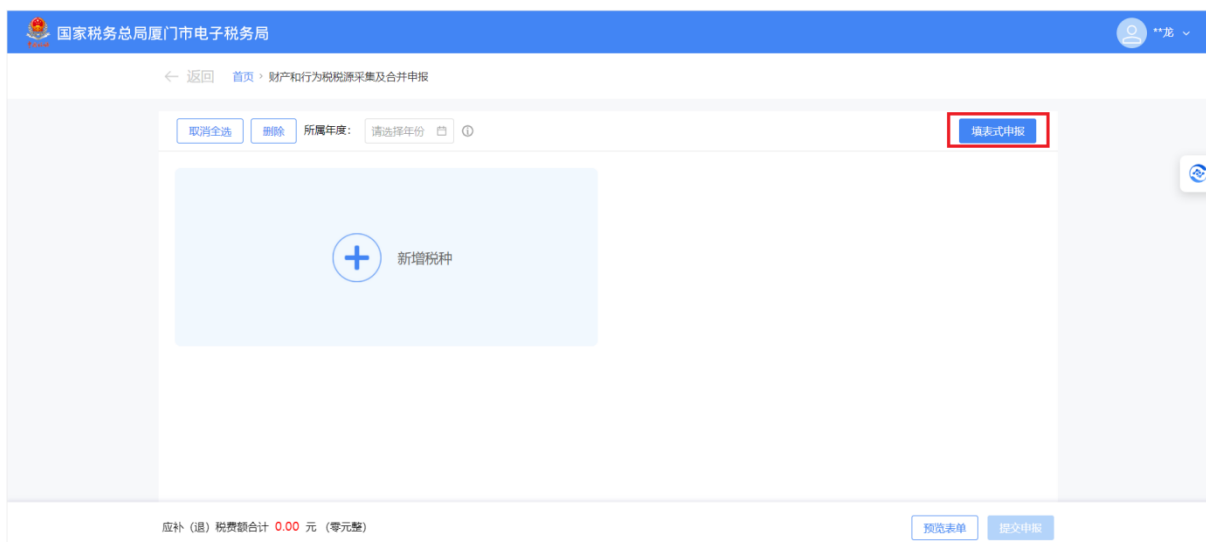 国家税务总局厦门市电子税务局
**龙
返回 首页 › 财产和行为税税源采集及合并申报
取消全选 删除 所属年度: 请选择年份 填表式申报
新增税种
应补（退）税费额合计 0.00 元 （零元整） 预览表单 提交申报